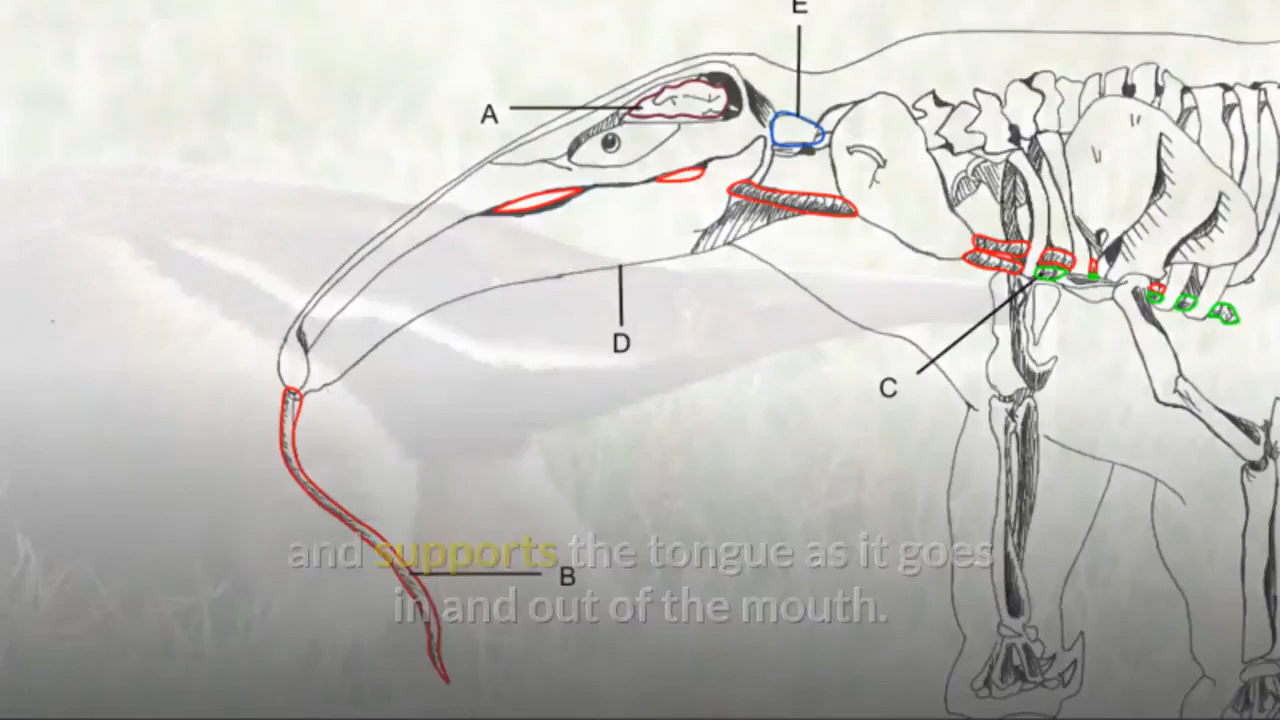 E
A
D
C
and supports the tongue as it goes
B
in and out of the mouth.